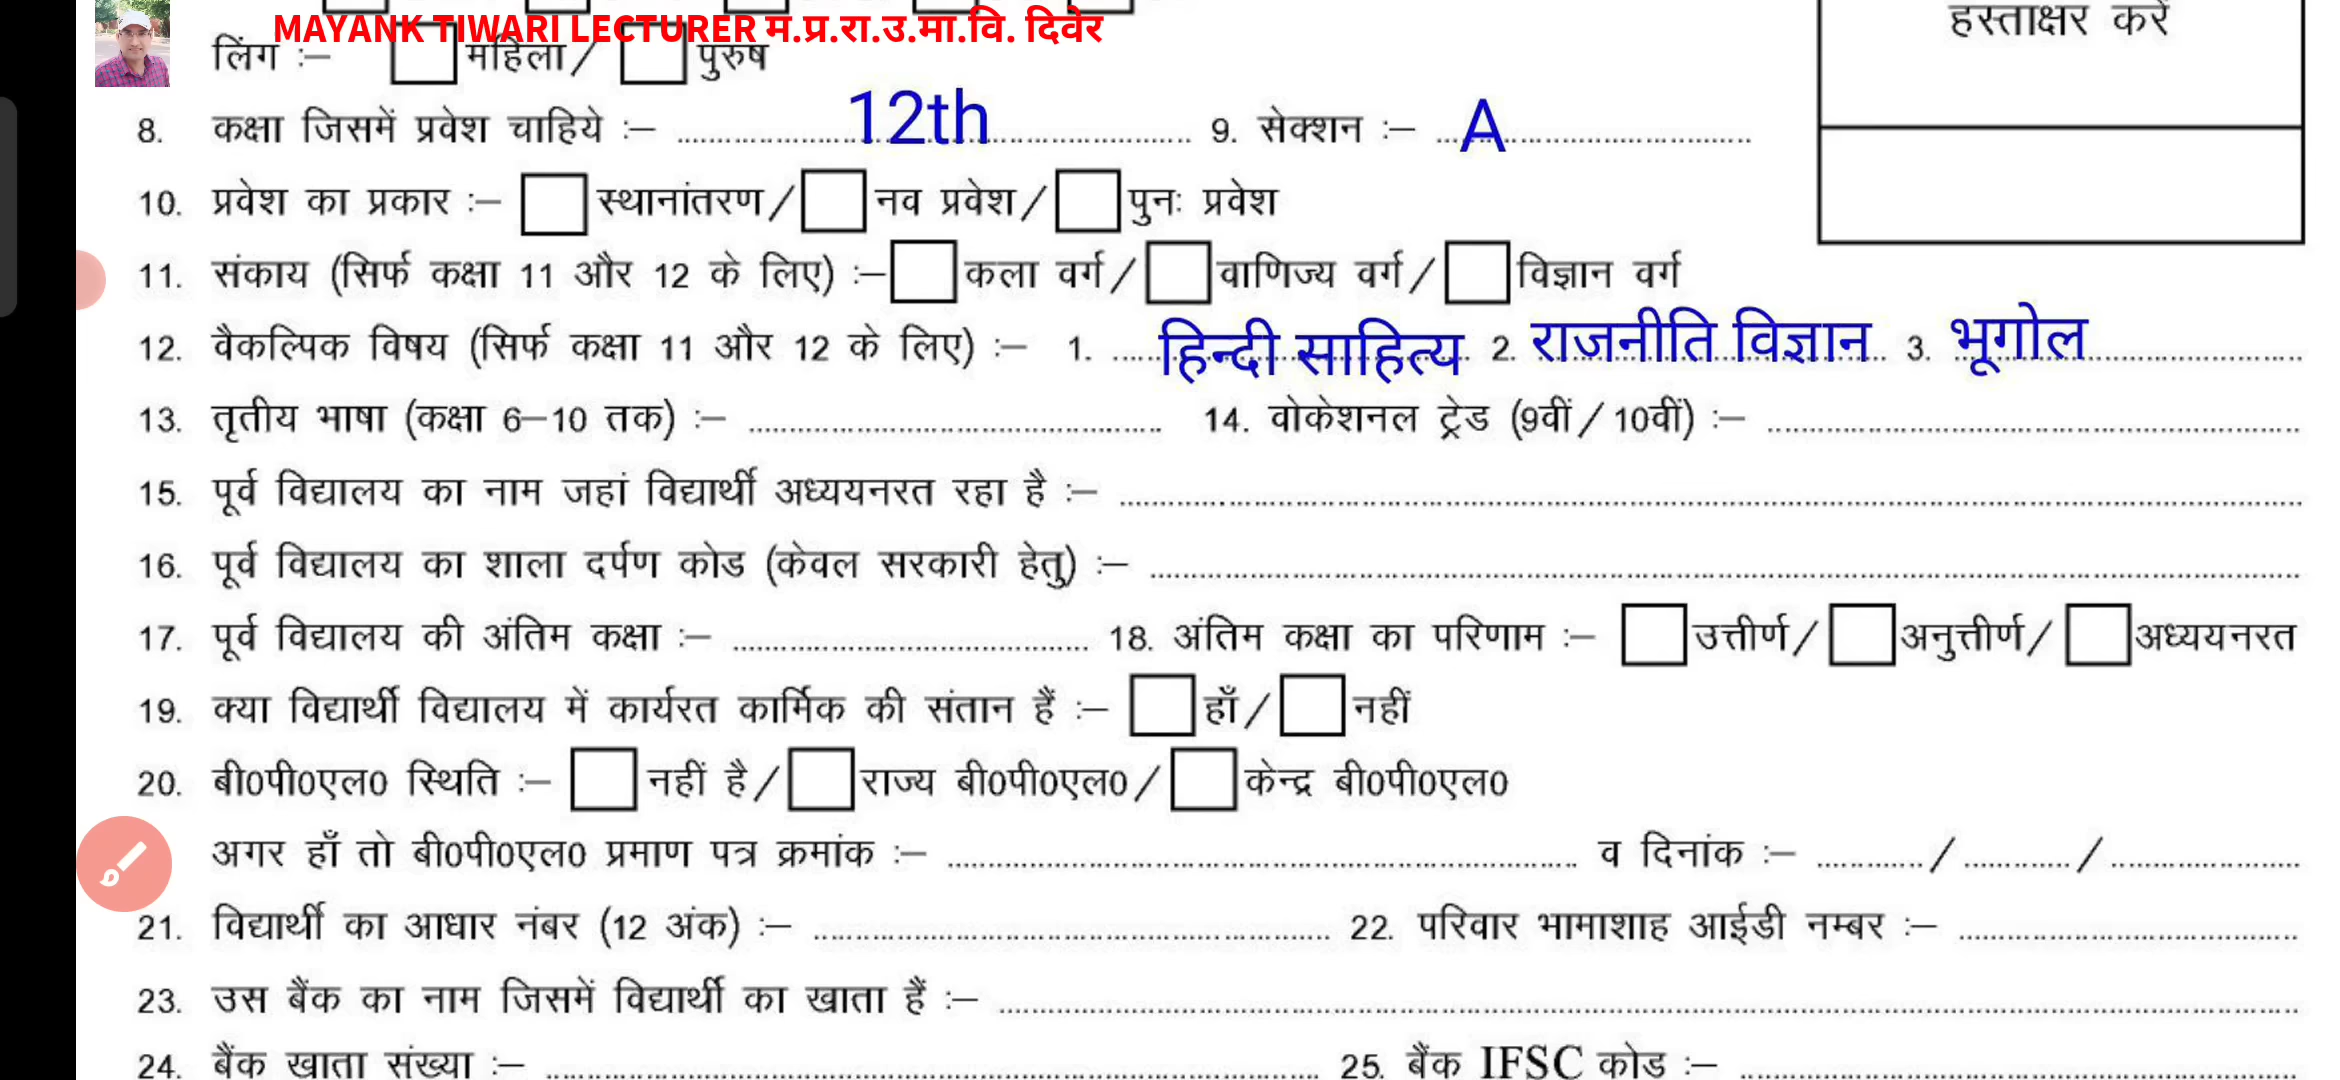 MAYANK TIWARI LECTURER म.प्र.रा.उ.मा.वि. दिवेर
हस्ताक्षर करें
लिंग :– महिला/ पुरुष
8. कक्षा जिसमें प्रवेश चाहिये :– 12th 9. सेक्शन :– A
10. प्रवेश का प्रकार :– स्थानांतरण/ नव प्रवेश/ पुनः प्रवेश
11. संकाय (सिर्फ कक्षा 11 और 12 के लिए) :– कला वर्ग/ वाणिज्य वर्ग/ विज्ञान वर्ग
12. वैकल्पिक विषय (सिर्फ कक्षा 11 और 12 के लिए) :– 1. हिन्दी साहित्य 2. राजनीति विज्ञान 3. भूगोल
13. तृतीय भाषा (कक्षा 6–10 तक) :– 14. वोकेशनल ट्रेड (9वीं/10वीं) :–
15. पूर्व विद्यालय का नाम जहां विद्यार्थी अध्ययनरत रहा है :–
16. पूर्व विद्यालय का शाला दर्पण कोड (केवल सरकारी हेतु) :–
17. पूर्व विद्यालय की अंतिम कक्षा :– 18. अंतिम कक्षा का परिणाम :– उत्तीर्ण/ अनुत्तीर्ण/ अध्ययनरत
19. क्या विद्यार्थी विद्यालय में कार्यरत कार्मिक की संतान हैं :– हाँ/ नहीं
20. बी0पी0एल0 स्थिति :– नहीं है/ राज्य बी0पी0एल0/ केन्द्र बी0पी0एल0
अगर हाँ तो बी0पी0एल0 प्रमाण पत्र क्रमांक :– व दिनांक :– / /
21. विद्यार्थी का आधार नंबर (12 अंक) :– 22. परिवार भामाशाह आईडी नम्बर :–
23. उस बैंक का नाम जिसमें विद्यार्थी का खाता हैं :–
24. बैंक खाता संख्या :– 25. बैंक IFSC कोड :–